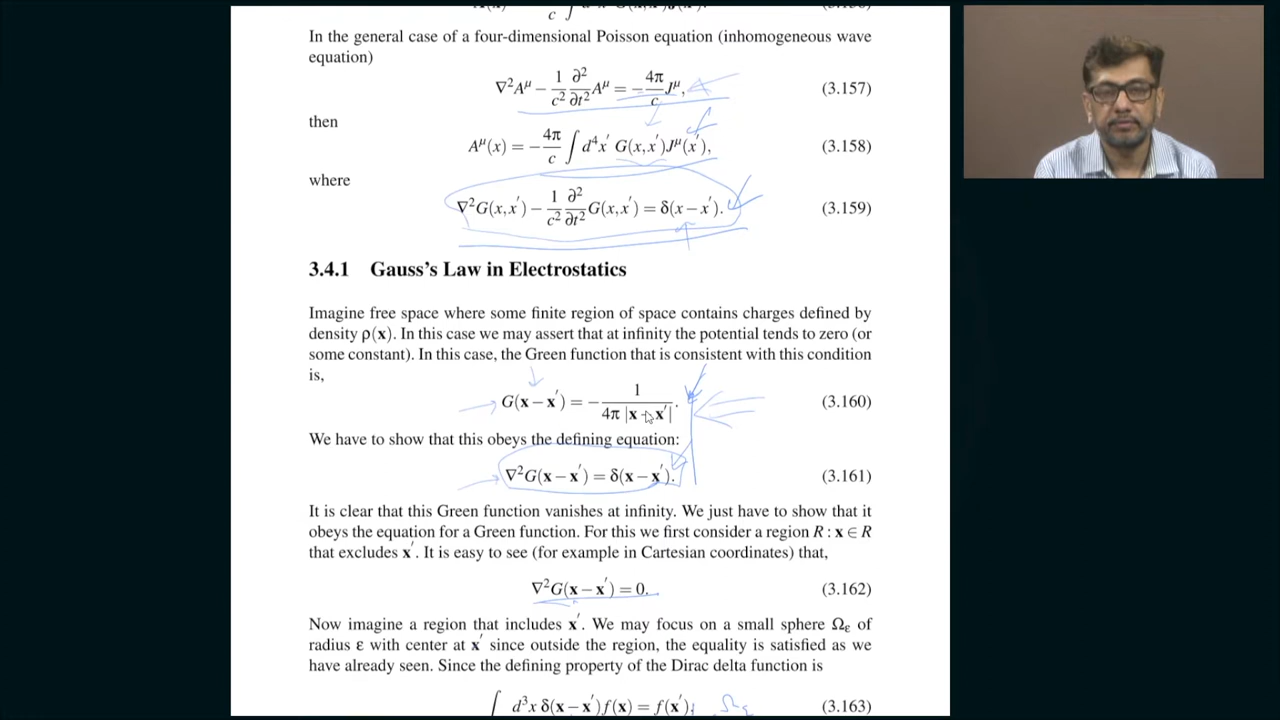 In the general case of a four-dimensional Poisson equation (inhomogeneous wave
equation)
∇²A^μ − 1/c² ∂²/∂t² A^μ = − 4π/c J^μ, (3.157)
then
A^μ(x) = − 4π/c ∫ d⁴x′ G(x,x′)J^μ(x′), (3.158)
where
∇²G(x,x′) − 1/c² ∂²/∂t² G(x,x′) = δ(x−x′). (3.159)
3.4.1 Gauss's Law in Electrostatics
Imagine free space where some finite region of space contains charges defined by
density ρ(x). In this case we may assert that at infinity the potential tends to zero (or
some constant). In this case, the Green function that is consistent with this condition
is,
G(x−x′) = − 1/4π|x−x′|. (3.160)
We have to show that this obeys the defining equation:
∇²G(x−x′) = δ(x−x′). (3.161)
It is clear that this Green function vanishes at infinity. We just have to show that it
obeys the equation for a Green function. For this we first consider a region R : x ∈ R
that excludes x′. It is easy to see (for example in Cartesian coordinates) that,
∇²G(x−x′) = 0. (3.162)
Now imagine a region that includes x′. We may focus on a small sphere Ω_ε of
radius ε with center at x′ since outside the region, the equality is satisfied as we
have already seen. Since the defining property of the Dirac delta function is
∫ d³x δ(x−x′)f(x) = f(x′); Ω_ε (3.163)